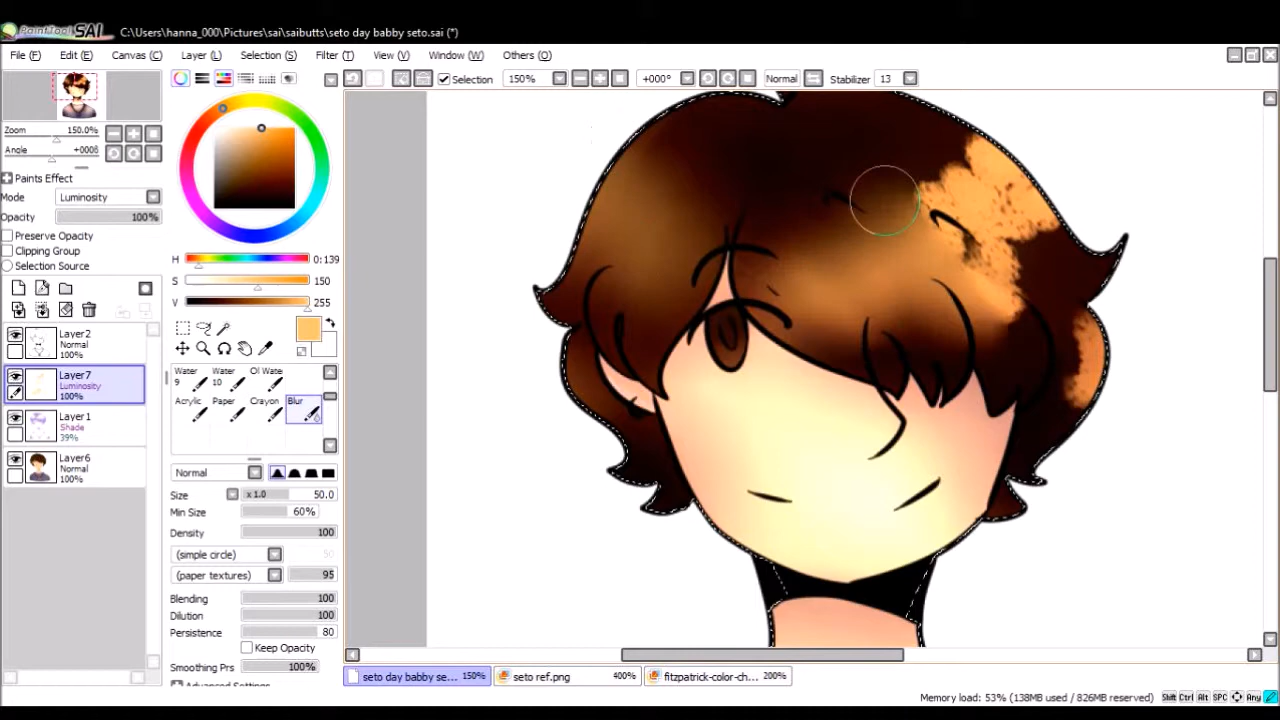 PaintTool SAI C:\Users\hanna_000\Pictures\sai\saibutts\seto day babby seto.sai (*)
File (F) Edit (E) Canvas (C) Layer (L) Selection (S) Filter (T) View (V) Window (W) Others (O)
Selection 150% +000° Normal Stabilizer 13
Zoom 150.0%
Angle +000ß
Paints Effect
Mode Luminosity
Opacity 100%
Preserve Opacity
Clipping Group
Selection Source
Layer2
Normal
100%
Layer7
Luminosity
100%
Layer1
Shade
39%
Layer6
Normal
100%
H 0:139
S 150
V 255
Water 9
Water 10
Ol Wate
Acrylic Paper Crayon Blur
Normal
Size x 1.0 50.0
Min Size 60%
Density 100
(simple circle) 50
(paper textures) 95
Blending 100
Dilution 100
Persistence 80
Keep Opacity
Smoothing Prs 100%
Advanced Settings
seto day babby se... 150% seto ref.png 400% fitzpatrick-color-ch... 200%
Memory load: 53% (138MB used / 826MB reserved) Shift Ctrl Alt SPC Any